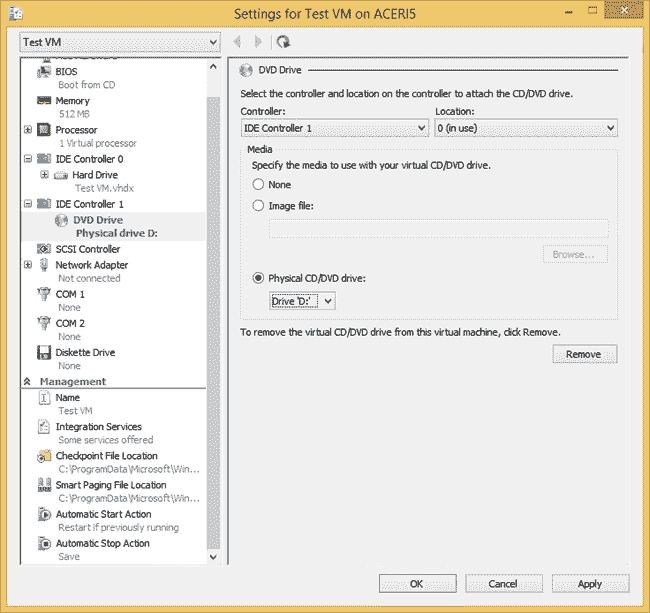 Settings for Test VM on ACERI5
Test VM
BIOS
Boot from CD
Memory
512 MB
Processor
1 Virtual processor
IDE Controller 0
Hard Drive
Test VM.vhdx
IDE Controller 1
DVD Drive
Physical drive D:
SCSI Controller
Network Adapter
Not connected
COM 1
None
COM 2
None
Diskette Drive
None
Management
Name
Test VM
Integration Services
Some services offered
Checkpoint File Location
C:\ProgramData\Microsoft\Win...
Smart Paging File Location
C:\ProgramData\Microsoft\Win...
Automatic Start Action
Restart if previously running
Automatic Stop Action
Save
DVD Drive
Select the controller and location on the controller to attach the CD/DVD drive.
Controller: Location:
IDE Controller 1 0 (in use)
Media
Specify the media to use with your virtual CD/DVD drive.
None
Image file:
Browse...
Physical CD/DVD drive:
Drive 'D:'
To remove the virtual CD/DVD drive from this virtual machine, click Remove.
Remove
OK Cancel Apply